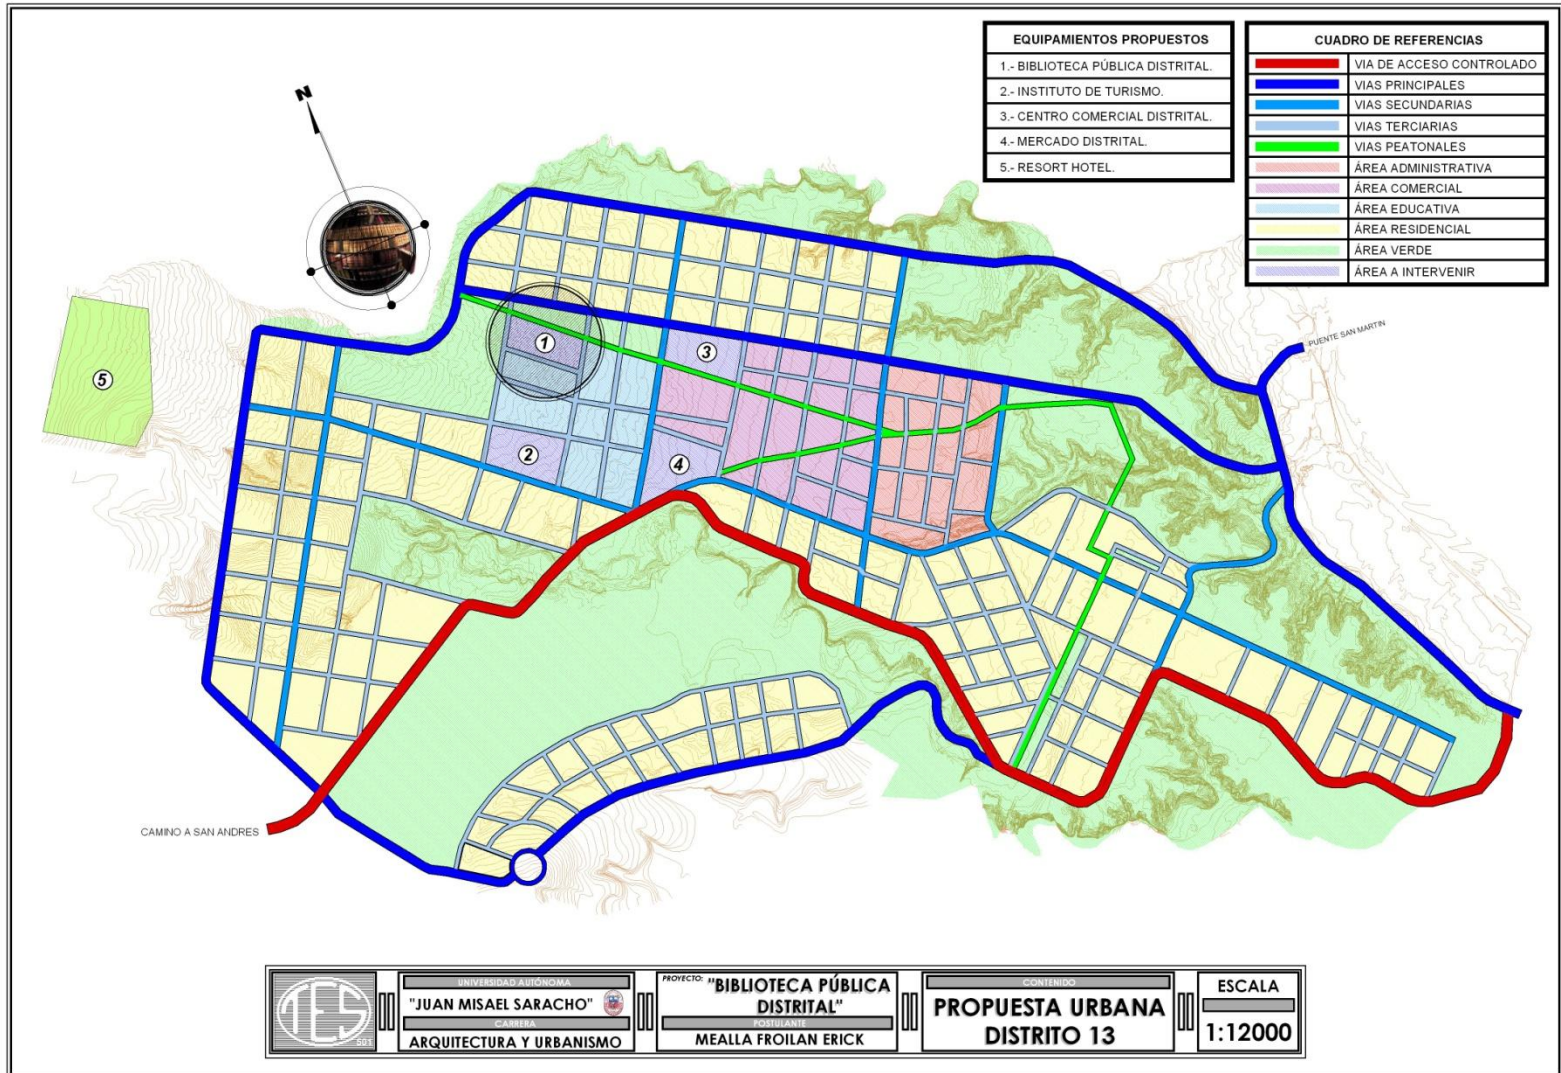 EQUIPAMIENTOS PROPUESTOS
1.- BIBLIOTECA PÚBLICA DISTRITAL.
2.- INSTITUTO DE TURISMO.
3.- CENTRO COMERCIAL DISTRITAL.
4.- MERCADO DISTRITAL.
5.- RESORT HOTEL.
CUADRO DE REFERENCIAS
VIA DE ACCESO CONTROLADO
VIAS PRINCIPALES
VIAS SECUNDARIAS
VIAS TERCIARIAS
VIAS PEATONALES
ÁREA ADMINISTRATIVA
ÁREA COMERCIAL
ÁREA EDUCATIVA
ÁREA RESIDENCIAL
ÁREA VERDE
ÁREA A INTERVENIR
N
PUENTE SAN MARTIN
1
3
5
2
4
CAMINO A SAN ANDRES
TES
501
UNIVERSIDAD AUTÓNOMA
"JUAN MISAEL SARACHO"
CARRERA
ARQUITECTURA Y URBANISMO
PROYECTO: "BIBLIOTECA PÚBLICA
DISTRITAL"
POSTULANTE
MEALLA FROILAN ERICK
CONTENIDO
PROPUESTA URBANA
DISTRITO 13
ESCALA
1:12000